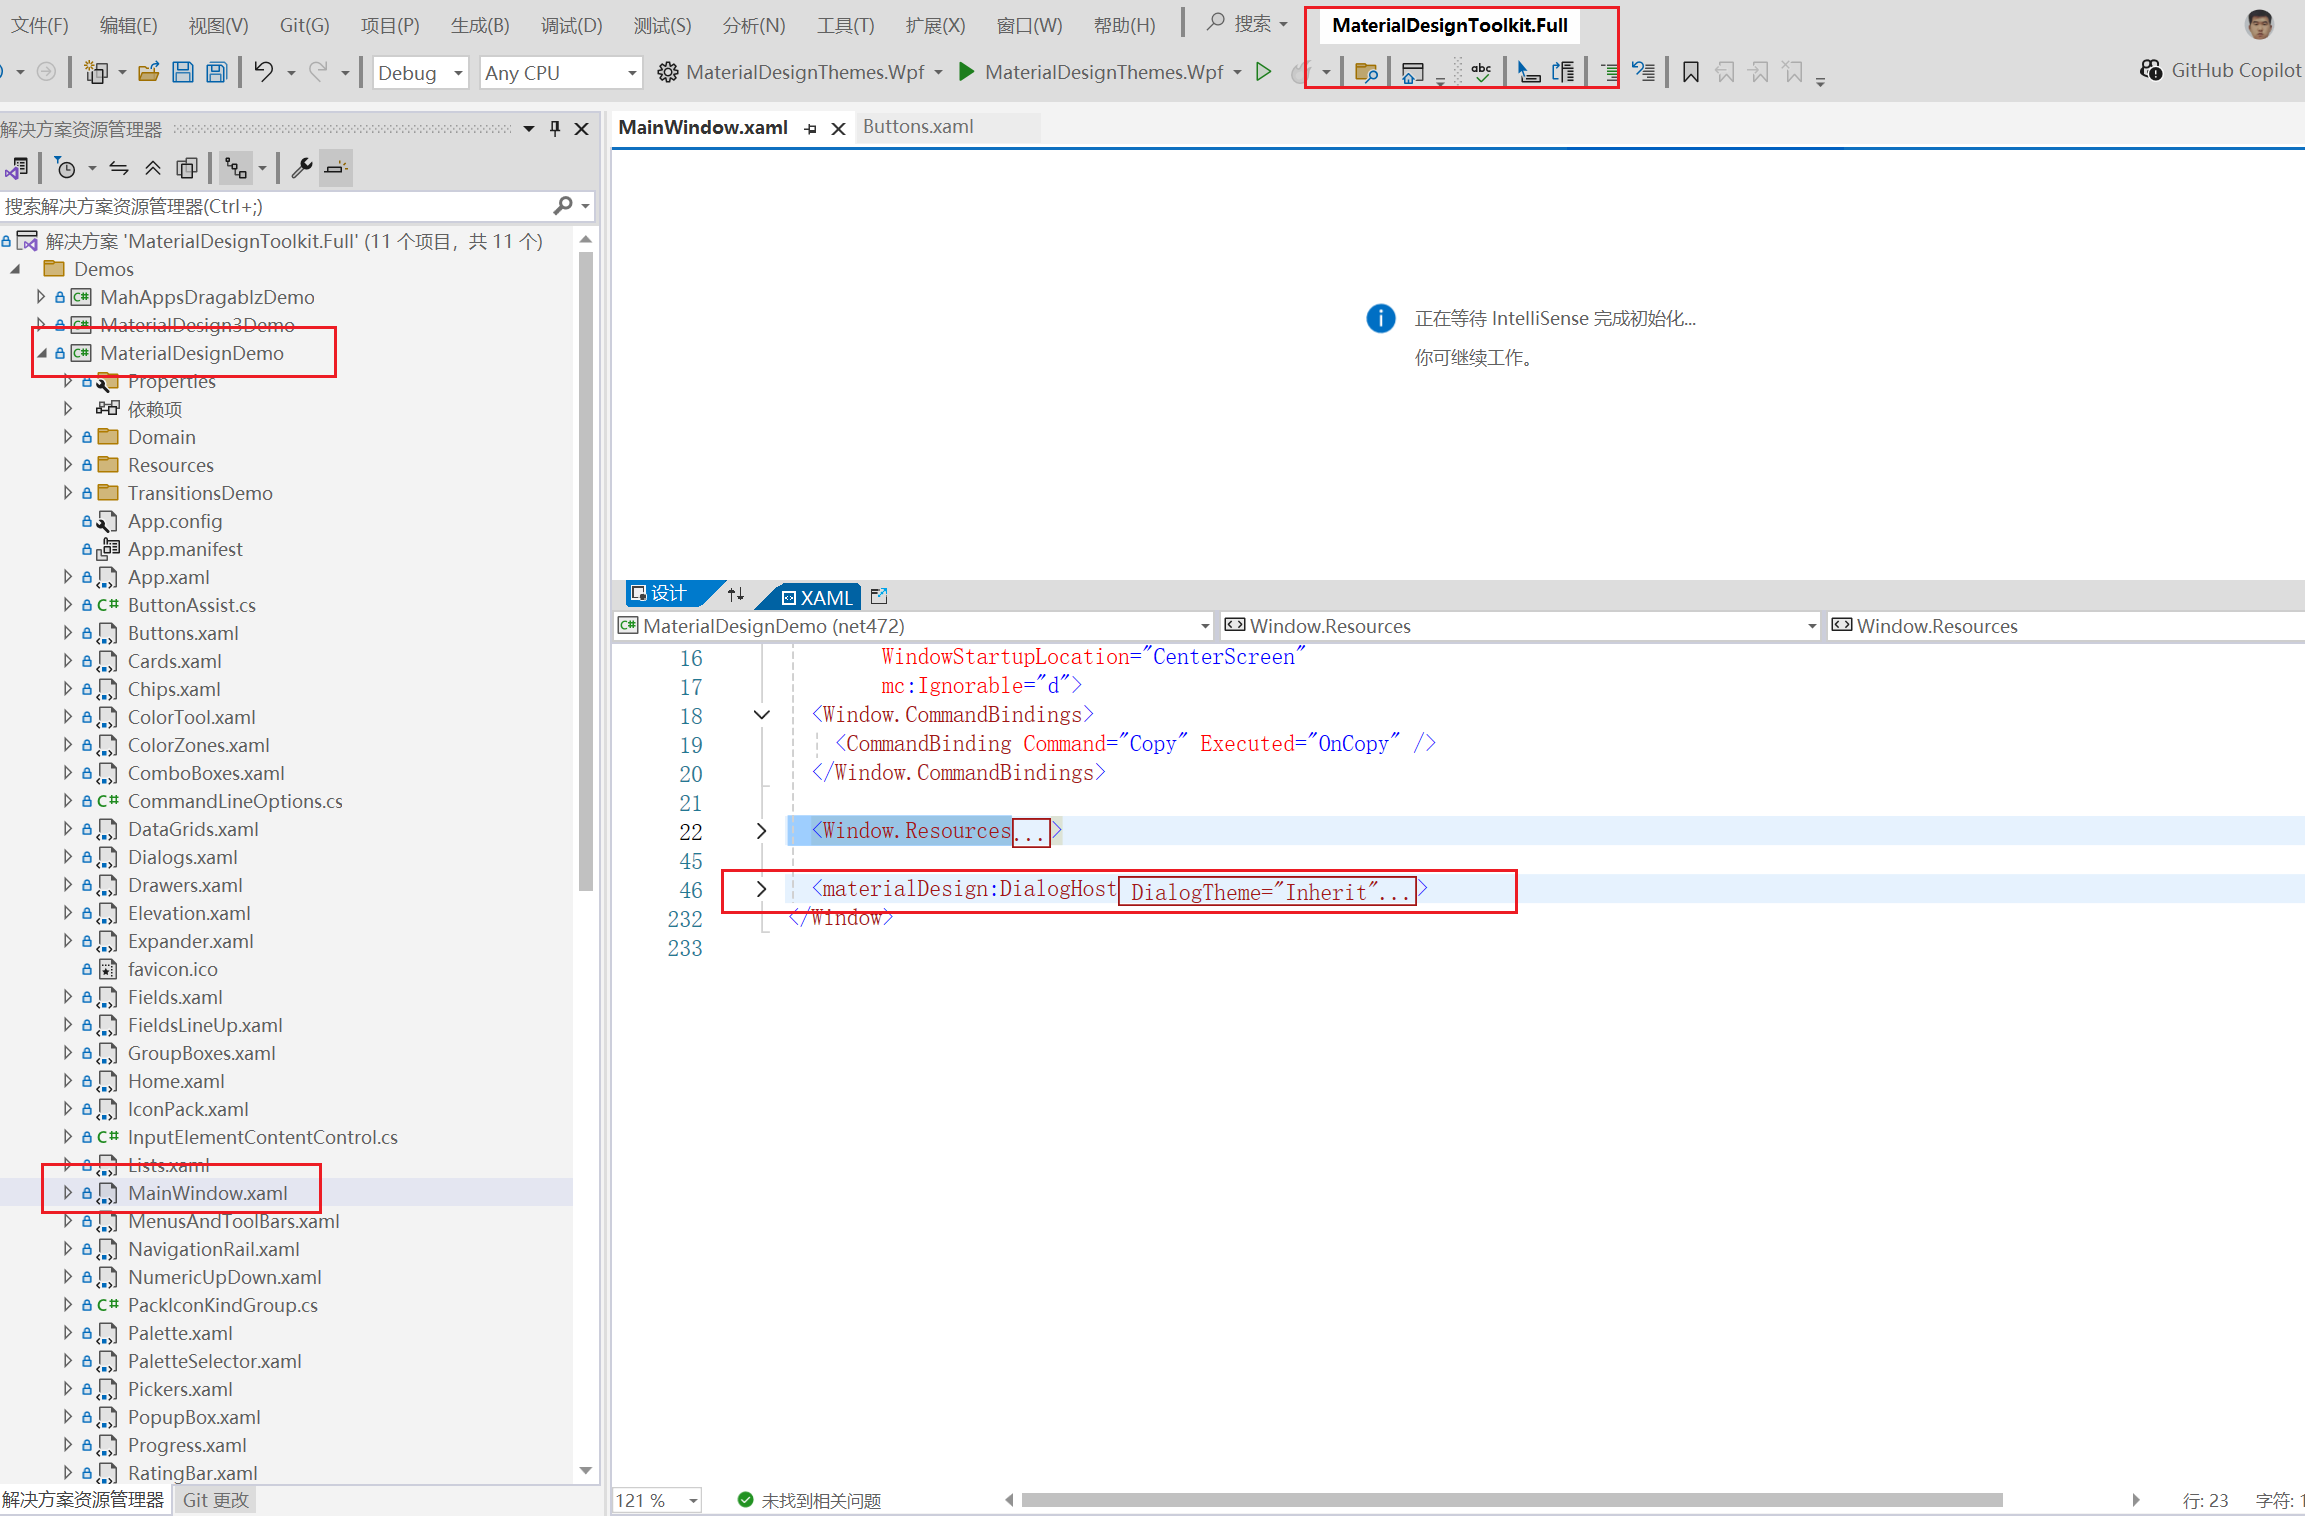 文件(F) 编辑(E) 视图(V) Git(G) 项目(P) 生成(B) 调试(D) 测试(S) 分析(N) 工具(T) 扩展(X) 窗口(W) 帮助(H) 搜索 MaterialDesignToolkit.Full
Debug Any CPU MaterialDesignThemes.Wpf MaterialDesignThemes.Wpf abc GitHub Copilot
解决方案资源管理器
搜索解决方案资源管理器(Ctrl+;)
解决方案 'MaterialDesignToolkit.Full' (11 个项目，共 11 个)
Demos
C# MahAppsDragablzDemo
C# MaterialDesign3Demo
C# MaterialDesignDemo
Properties
依赖项
Domain
Resources
TransitionsDemo
App.config
App.manifest
App.xaml
C# ButtonAssist.cs
Buttons.xaml
Cards.xaml
Chips.xaml
ColorTool.xaml
ColorZones.xaml
ComboBoxes.xaml
C# CommandLineOptions.cs
DataGrids.xaml
Dialogs.xaml
Drawers.xaml
Elevation.xaml
Expander.xaml
favicon.ico
Fields.xaml
FieldsLineUp.xaml
GroupBoxes.xaml
Home.xaml
IconPack.xaml
C# InputElementContentControl.cs
Lists.xaml
MainWindow.xaml
MenusAndToolBars.xaml
NavigationRail.xaml
NumericUpDown.xaml
C# PackIconKindGroup.cs
Palette.xaml
PaletteSelector.xaml
Pickers.xaml
PopupBox.xaml
Progress.xaml
RatingBar.xaml
解决方案资源管理器 Git 更改
MainWindow.xaml Buttons.xaml
正在等待 IntelliSense 完成初始化...
你可继续工作。
设计 XAML
C# MaterialDesignDemo (net472) Window.Resources Window.Resources
16 WindowStartupLocation="CenterScreen"
17 mc:Ignorable="d">
18 <Window.CommandBindings>
19 <CommandBinding Command="Copy" Executed="OnCopy" />
20 </Window.CommandBindings>
21
22 <Window.Resources...>
45
46 <materialDesign:DialogHost DialogTheme="Inherit"...>
232 </Window>
233
121 % 未找到相关问题 行: 23 字符: 1